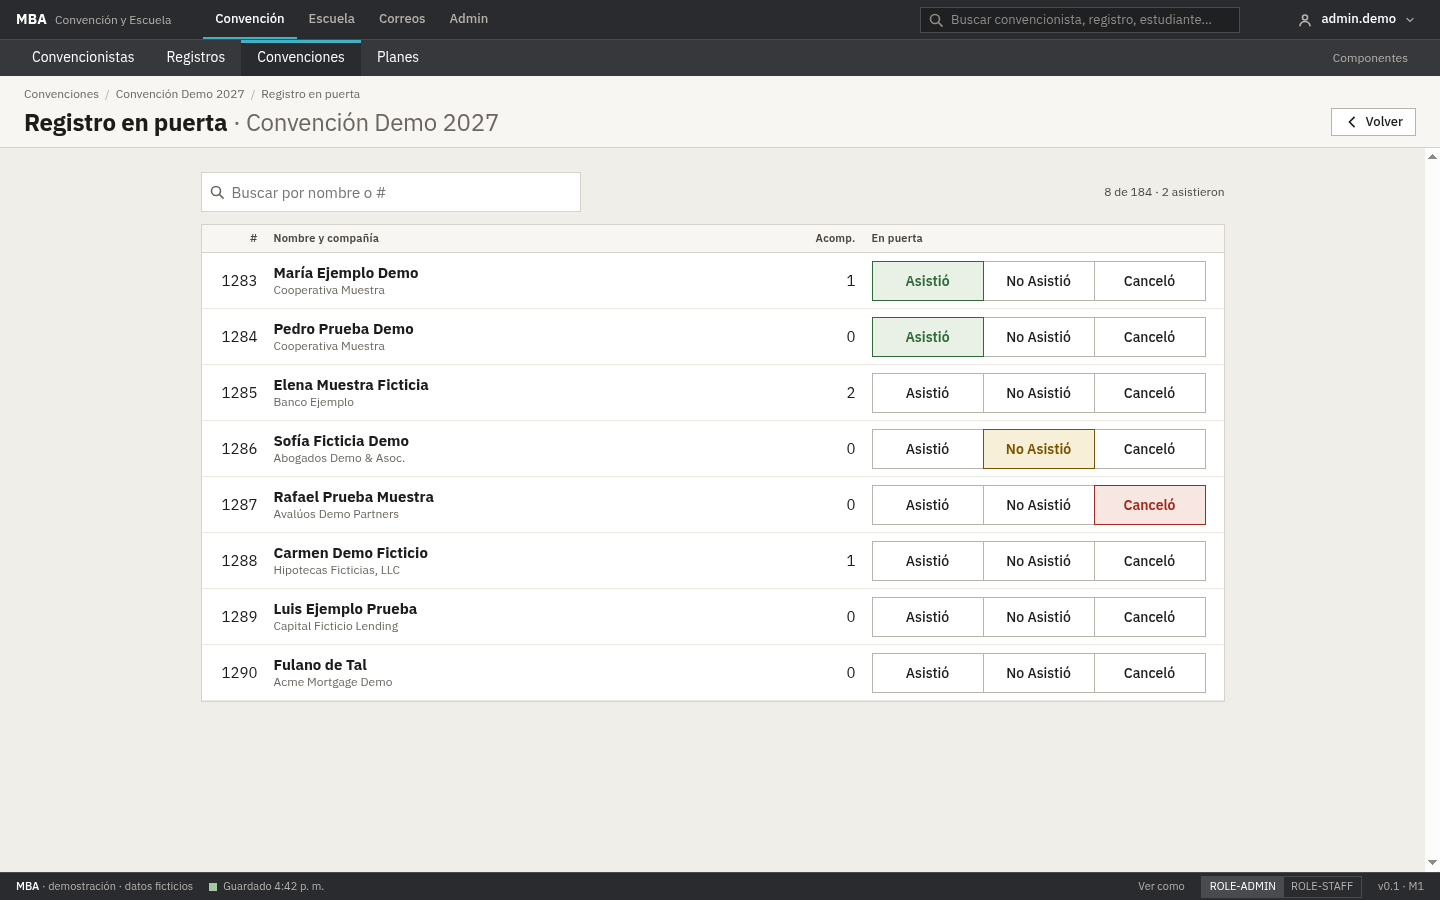 MBA Convención y Escuela Convención Escuela Correos Admin Buscar convencionista, registro, estudiante... admin.demo
Convencionistas Registros Convenciones Planes Componentes
Convenciones / Convención Demo 2027 / Registro en puerta
Registro en puerta · Convención Demo 2027 Volver
Buscar por nombre o # 8 de 184 · 2 asistieron
# Nombre y compañía Acomp. En puerta
1283 María Ejemplo Demo 1 Asistió No Asistió Canceló
Cooperativa Muestra
1284 Pedro Prueba Demo 0 Asistió No Asistió Canceló
Cooperativa Muestra
1285 Elena Muestra Ficticia 2 Asistió No Asistió Canceló
Banco Ejemplo
1286 Sofía Ficticia Demo 0 Asistió No Asistió Canceló
Abogados Demo & Asoc.
1287 Rafael Prueba Muestra 0 Asistió No Asistió Canceló
Avalúos Demo Partners
1288 Carmen Demo Ficticio 1 Asistió No Asistió Canceló
Hipotecas Ficticias, LLC
1289 Luis Ejemplo Prueba 0 Asistió No Asistió Canceló
Capital Ficticio Lending
1290 Fulano de Tal 0 Asistió No Asistió Canceló
Acme Mortgage Demo
MBA · demostración · datos ficticios Guardado 4:42 p. m. Ver como ROLE-ADMIN ROLE-STAFF v0.1 · M1